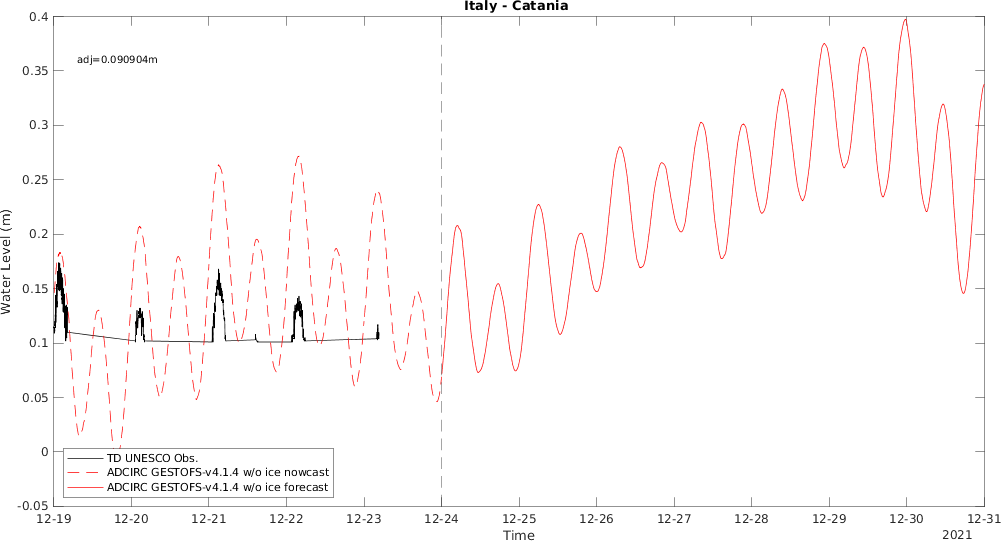 Italy - Catania
adj=0.090904m
Water Level (m)
0.4
0.35
0.3
0.25
0.2
0.15
0.1
0.05
0
-0.05
TD UNESCO Obs.
ADCIRC GESTOFS-v4.1.4 w/o ice nowcast
ADCIRC GESTOFS-v4.1.4 w/o ice forecast
12-19 12-20 12-21 12-22 12-23 12-24 12-25 12-26 12-27 12-28 12-29 12-30 12-31
Time
2021